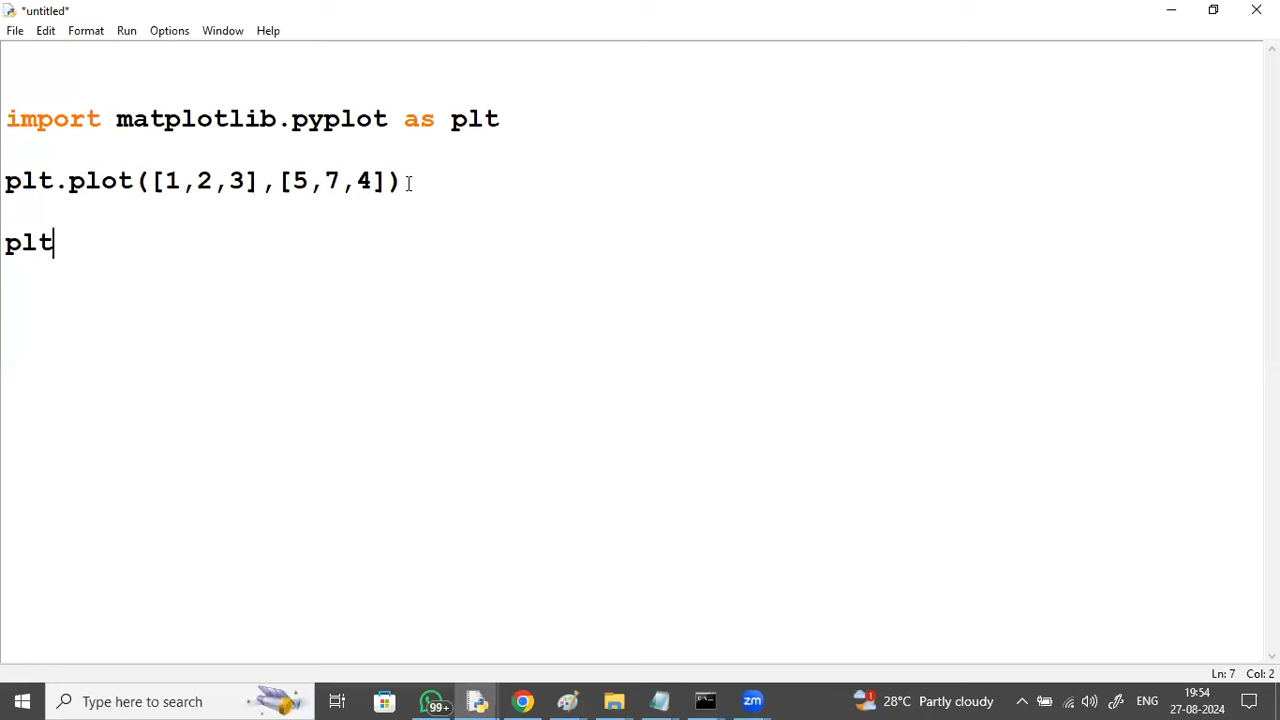 *untitled*
File Edit Format Run Options Window Help
import matplotlib.pyplot as plt
plt.plot([1,2,3],[5,7,4])
plt
Ln: 7 Col: 2
Type here to search
99+
zm
1
28°C Partly cloudy
ENG
19:54
27-08-2024